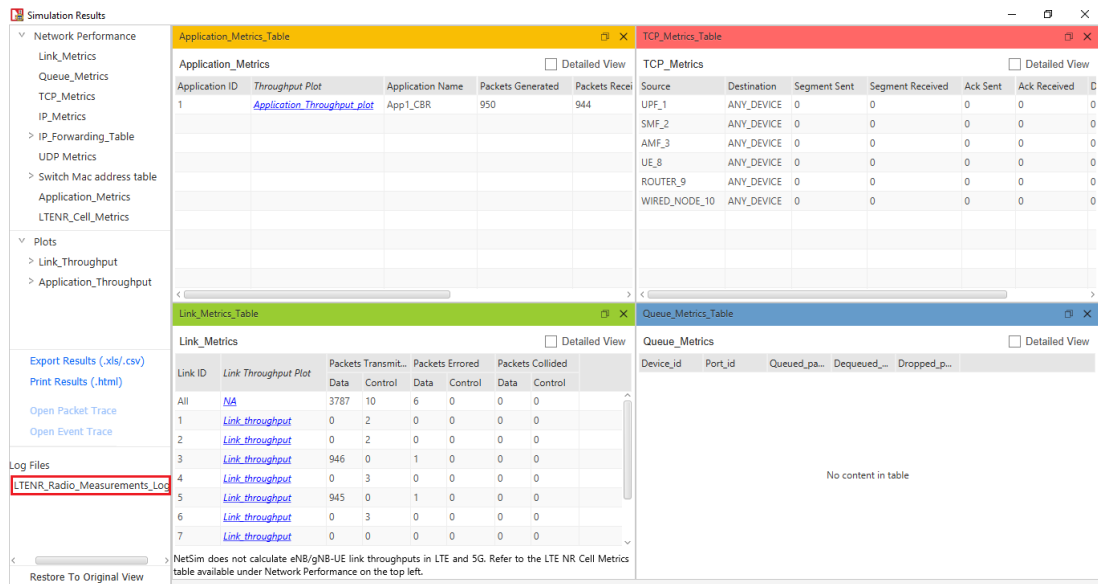 Simulation Results
Network Performance
Link_Metrics
Queue_Metrics
TCP_Metrics
IP_Metrics
IP_Forwarding_Table
UDP Metrics
Switch Mac address table
Application_Metrics
LTENR_Cell_Metrics
Plots
Link_Throughput
Application_Throughput
Export Results (.xls/.csv)
Print Results (.html)
Open Packet Trace
Open Event Trace
Log Files
LTENR_Radio_Measurements_Log
Restore To Original View
Application_Metrics_Table
Application_Metrics Detailed View
Application ID Throughput Plot Application Name Packets Generated Packets Recei
1 Application_Throughput_plot App1_CBR 950 944
TCP_Metrics_Table
TCP_Metrics Detailed View
Source Destination Segment Sent Segment Received Ack Sent Ack Received D
UPF_1 ANY_DEVICE 0 0 0 0 0
SMF_2 ANY_DEVICE 0 0 0 0 0
AMF_3 ANY_DEVICE 0 0 0 0 0
UE_8 ANY_DEVICE 0 0 0 0 0
ROUTER_9 ANY_DEVICE 0 0 0 0 0
WIRED_NODE_10 ANY_DEVICE 0 0 0 0 0
Link_Metrics_Table
Link_Metrics Detailed View
Link ID Link Throughput Plot Packets Transmit... Packets Errored Packets Collided
Data Control Data Control Data Control
All NA 3787 10 6 0 0 0
1 Link_throughput 0 2 0 0 0 0
2 Link_throughput 0 2 0 0 0 0
3 Link_throughput 946 0 1 0 0 0
4 Link_throughput 0 3 0 0 0 0
5 Link_throughput 945 0 1 0 0 0
6 Link_throughput 0 3 0 0 0 0
7 Link_throughput 0 0 0 0 0 0
NetSim does not calculate eNB/gNB-UE link throughputs in LTE and 5G. Refer to the LTE NR Cell Metrics
table available under Network Performance on the top left.
Queue_Metrics_Table
Queue_Metrics Detailed View
Device_id Port_id Queued_pa... Dequeued_... Dropped_p...
No content in table